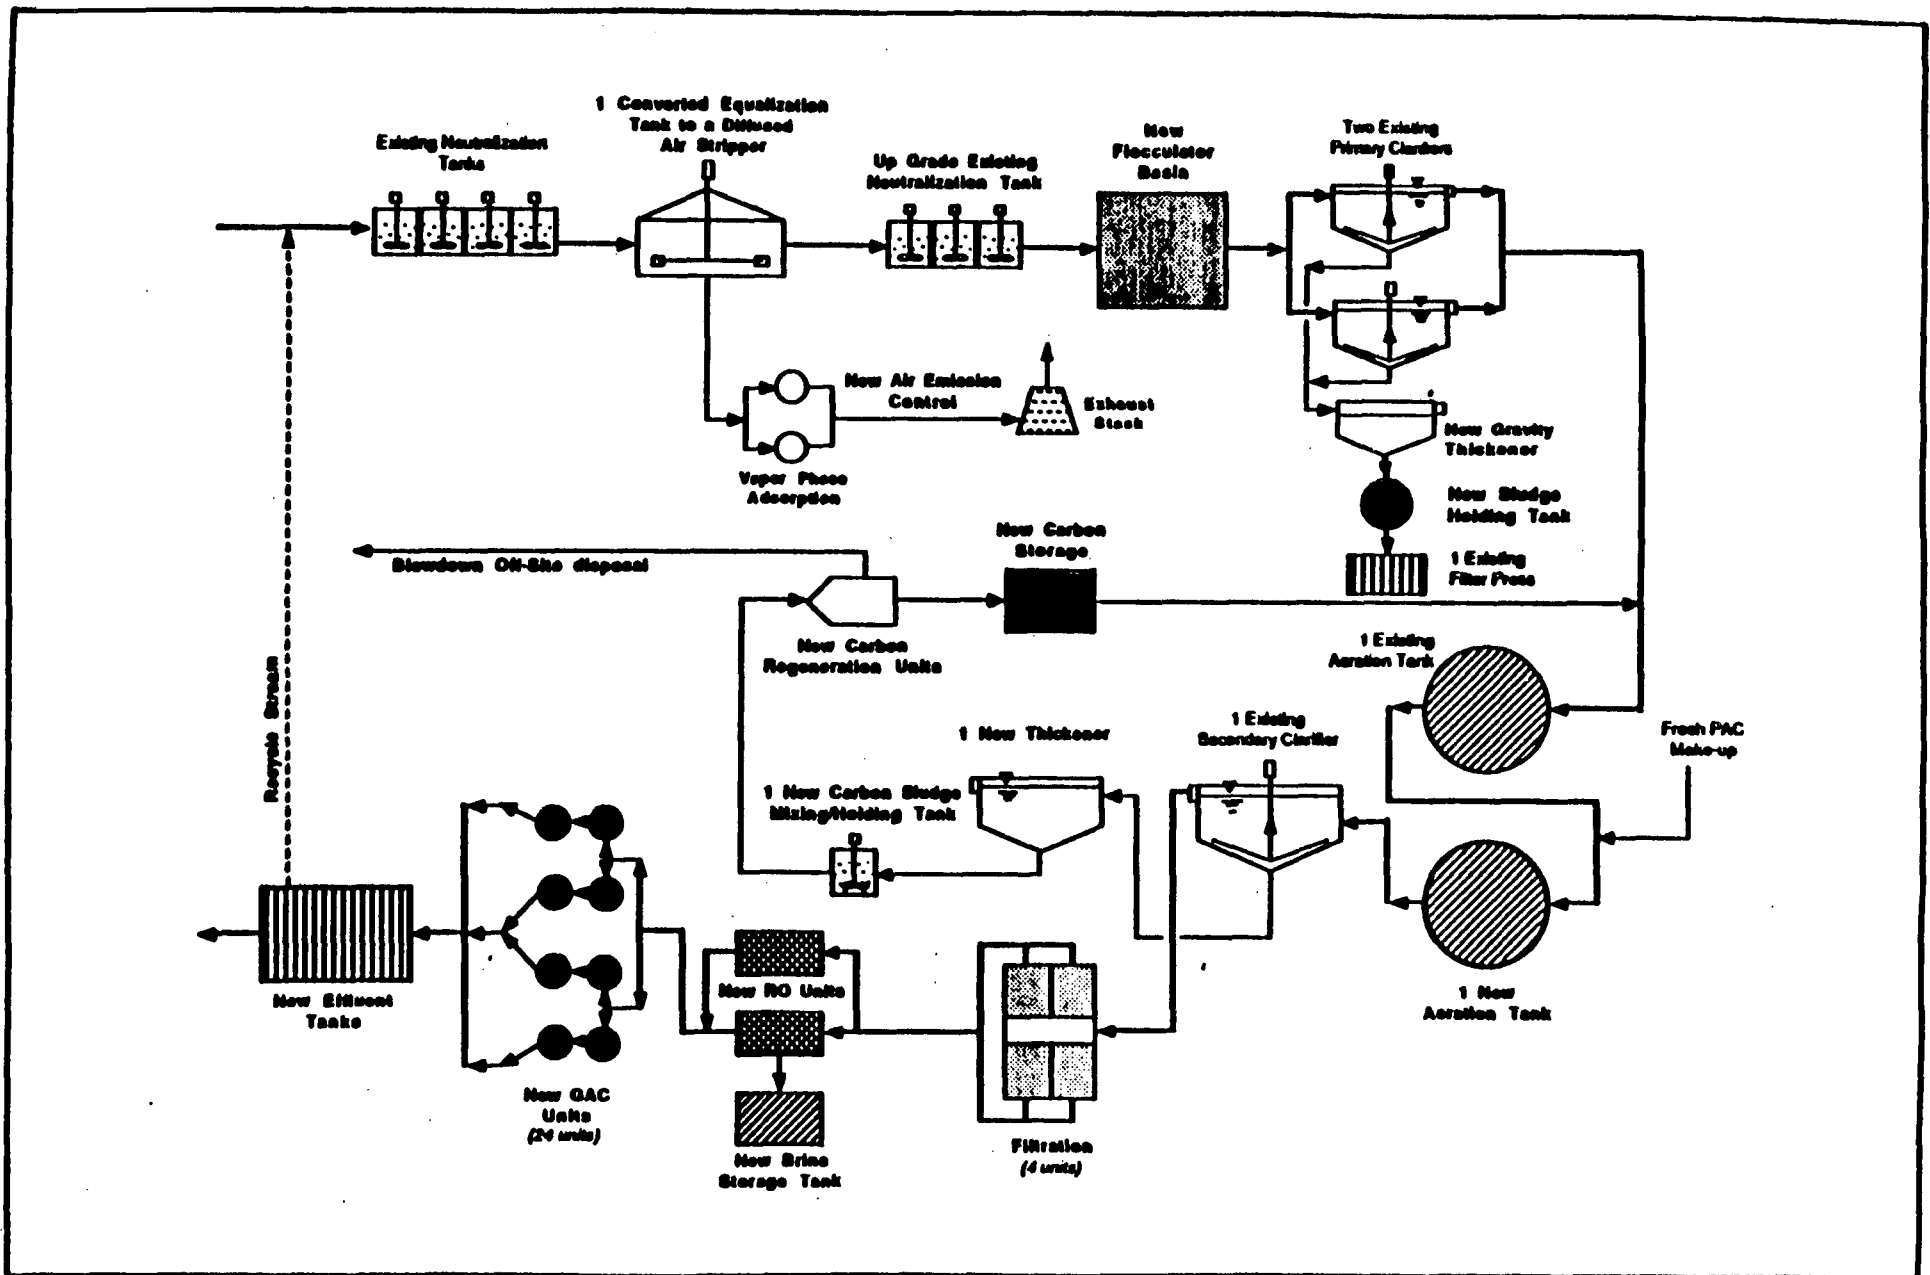 1 Converted Equalization
Tank to a Diffused
Air Stripper
Existing Neutralization
Tanks
Up Grade Existing
Neutralization Tank
New
Flocculator
Basin
Two Existing
Primary Clarifiers
New Air Emission
Control
Exhaust
Stack
Vapor Phase
Adsorption
New Gravity
Thickener
New Sludge
Holding Tank
1 Existing
Filter Press
New Carbon
Storage
Blowdown Off-Site disposal
New Carbon
Regeneration Units
1 Existing
Aeration Tank
Fresh PAC
Make-up
1 Existing
Secondary Clarifier
1 New Thickener
1 New Carbon Sludge
Mixing/Holding Tank
Recycle Stream
New Effluent
Tanks
New RO Units
1 New
Aeration Tank
New GAC
Units
(24 units)
New Brine
Storage Tank
Filtration
(4 units)